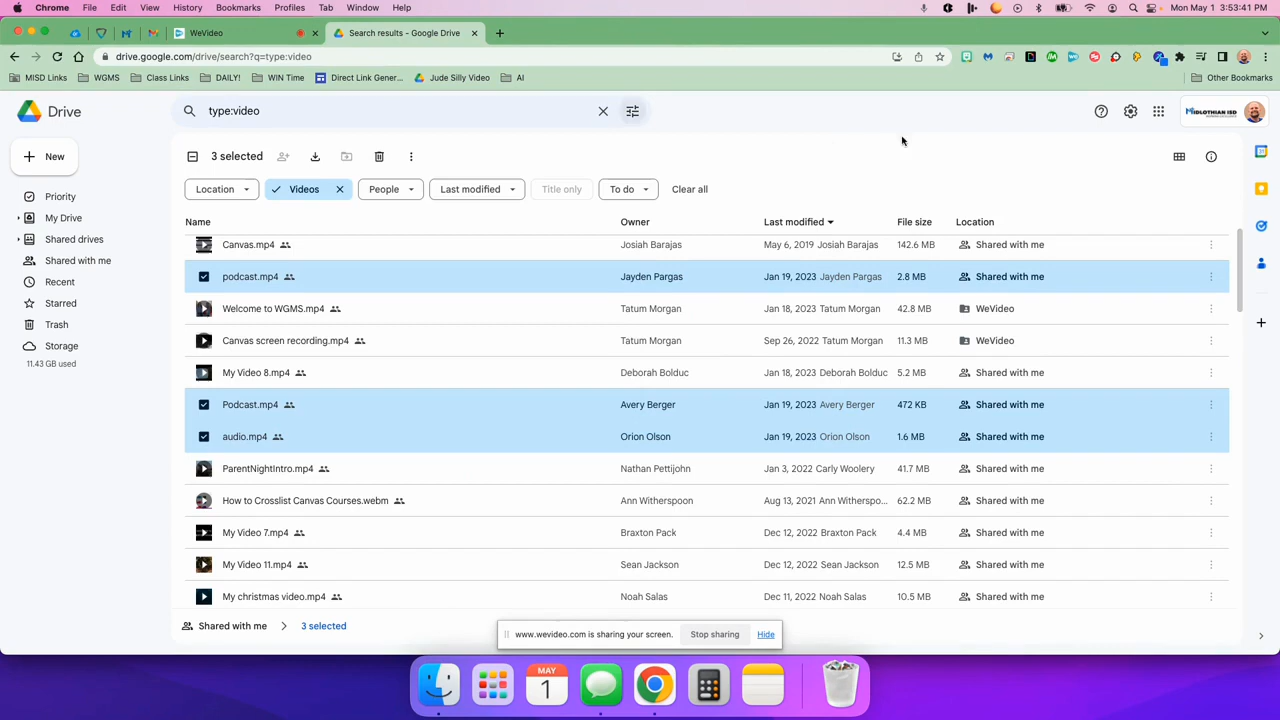 Chrome File Edit View History Bookmarks Profiles Tab Window Help Mon May 1 3:53:41 PM
WeVideo Search results - Google Drive
drive.google.com/drive/search?q=type:video
MISD Links WGMS Class Links DAILY! WIN Time Direct Link Gener... Jude Silly Video AI Other Bookmarks
Drive type:video MIDLOTHIAN ISD
New 3 selected
Location Videos People Last modified Title only To do Clear all
Priority
My Drive
Shared drives
Shared with me
Recent
Starred
Trash
Storage
11.43 GB used
Name Owner Last modified File size Location
Canvas.mp4 Josiah Barajas May 6, 2019 Josiah Barajas 142.6 MB Shared with me
podcast.mp4 Jayden Pargas Jan 19, 2023 Jayden Pargas 2.8 MB Shared with me
Welcome to WGMS.mp4 Tatum Morgan Jan 18, 2023 Tatum Morgan 42.8 MB WeVideo
Canvas screen recording.mp4 Tatum Morgan Sep 26, 2022 Tatum Morgan 11.3 MB WeVideo
My Video 8.mp4 Deborah Bolduc Jan 18, 2023 Deborah Bolduc 5.2 MB Shared with me
Podcast.mp4 Avery Berger Jan 19, 2023 Avery Berger 472 KB Shared with me
audio.mp4 Orion Olson Jan 19, 2023 Orion Olson 1.6 MB Shared with me
ParentNightIntro.mp4 Nathan Pettijohn Jan 3, 2022 Carly Woolery 41.7 MB Shared with me
How to Crosslist Canvas Courses.webm Ann Witherspoon Aug 13, 2021 Ann Witherspo... 62.2 MB Shared with me
My Video 7.mp4 Braxton Pack Dec 12, 2022 Braxton Pack 4.4 MB Shared with me
My Video 11.mp4 Sean Jackson Dec 12, 2022 Sean Jackson 12.5 MB Shared with me
My christmas video.mp4 Noah Salas Dec 11, 2022 Noah Salas 10.5 MB Shared with me
Shared with me 3 selected
www.wevideo.com is sharing your screen. Stop sharing Hide
MAY
1